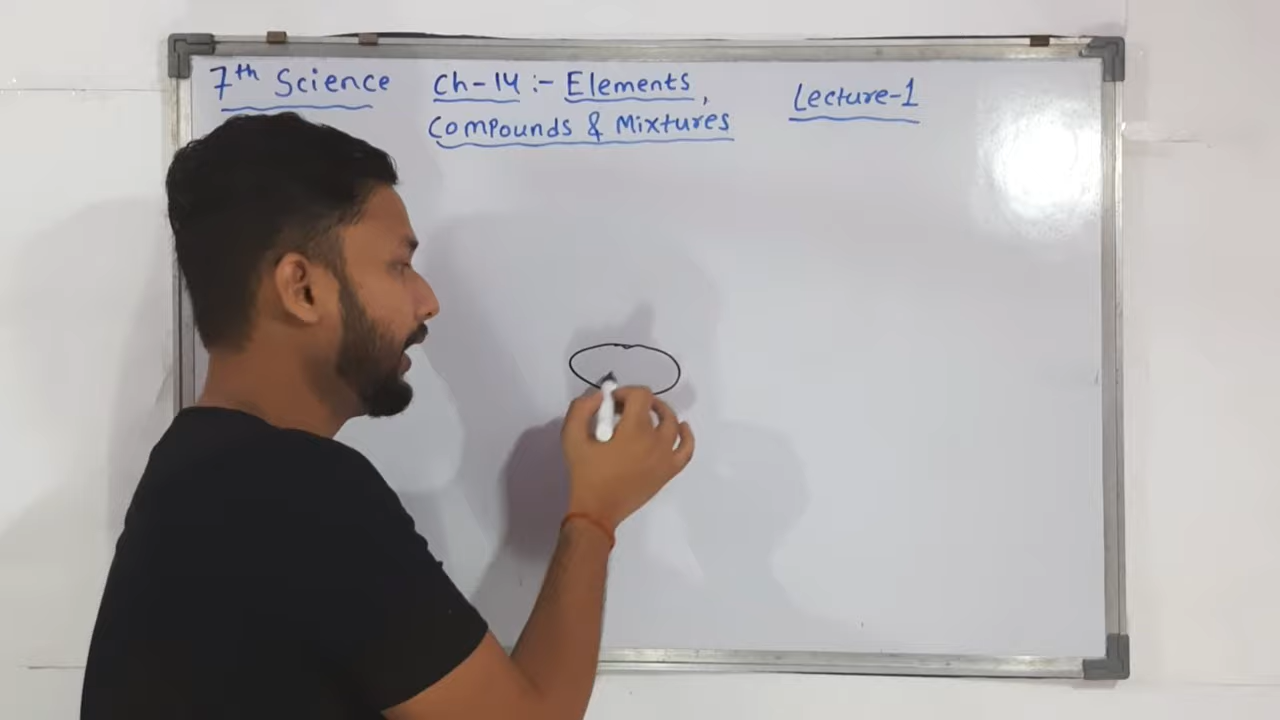 7th Science Ch-14 :- Elements, Lecture-1
Compounds & Mixtures